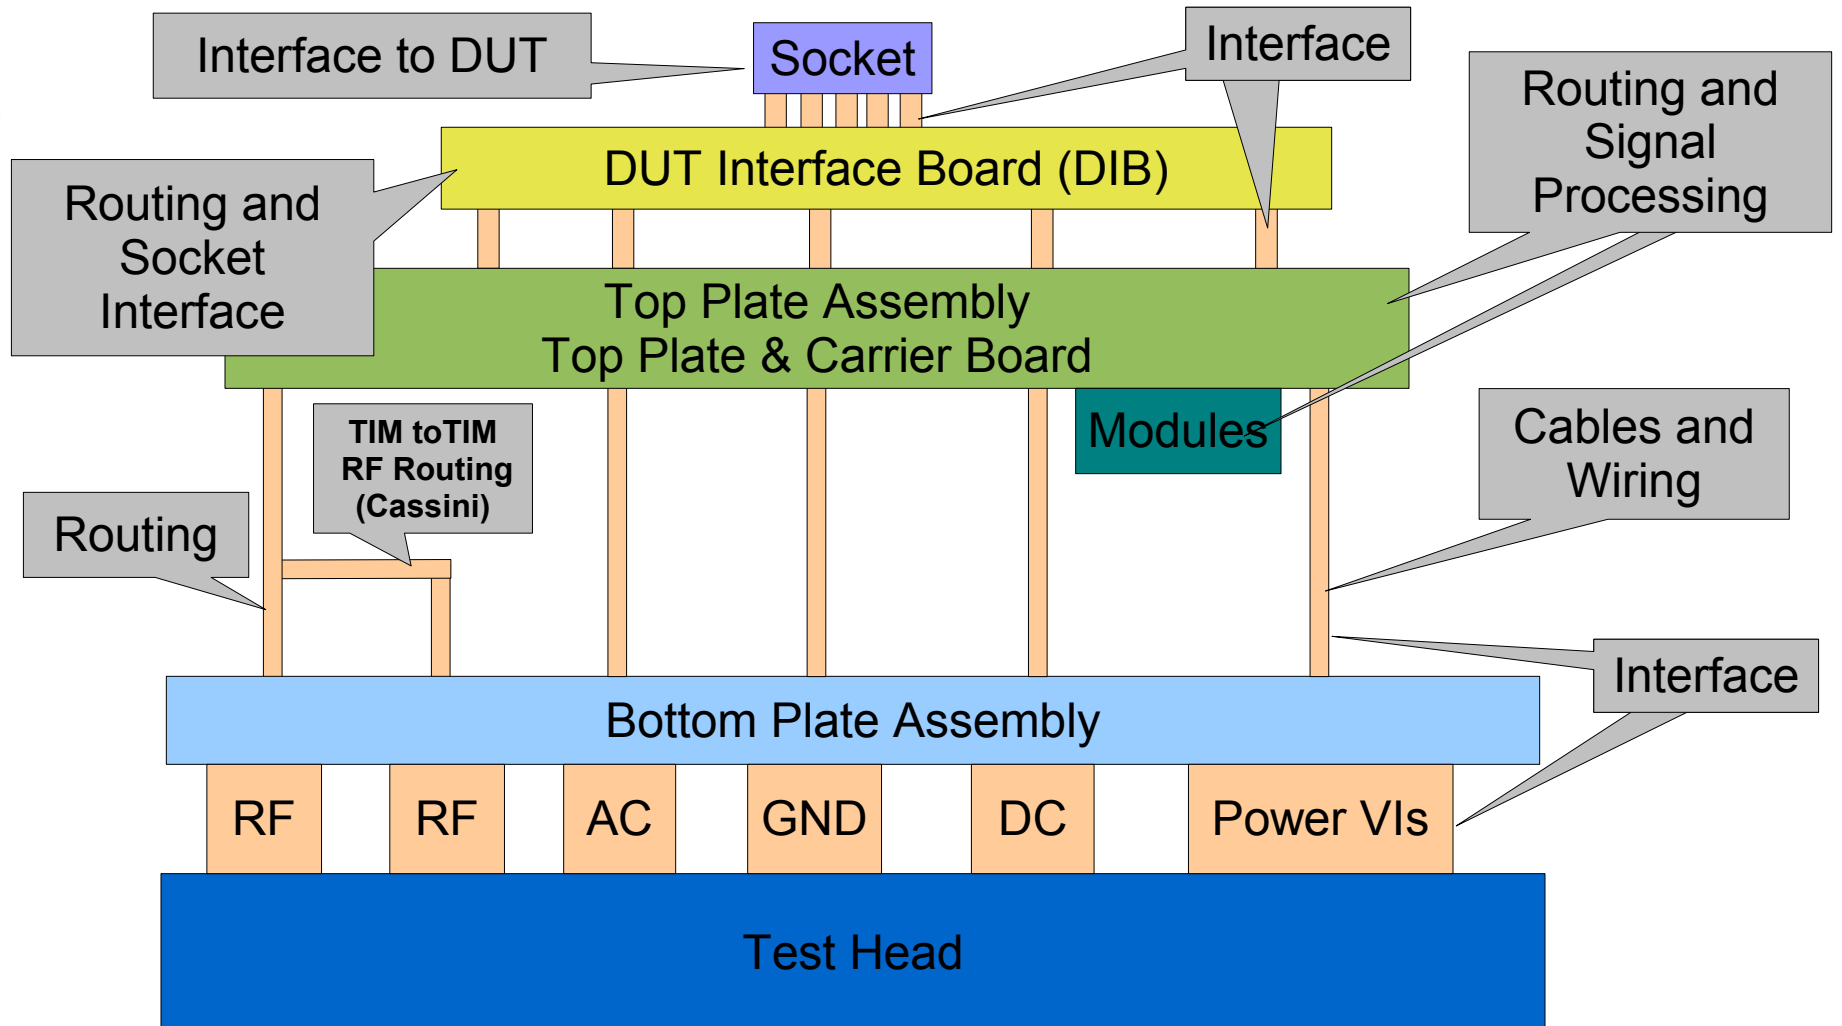 Interface to DUT
Socket
Interface
Routing and
Signal
Processing
DUT Interface Board (DIB)
Routing and
Socket
Interface
Top Plate Assembly
Top Plate & Carrier Board
Modules
TIM toTIM
RF Routing
(Cassini)
Cables and
Wiring
Routing
Interface
Bottom Plate Assembly
RF
RF
AC
GND
DC
Power VIs
Test Head